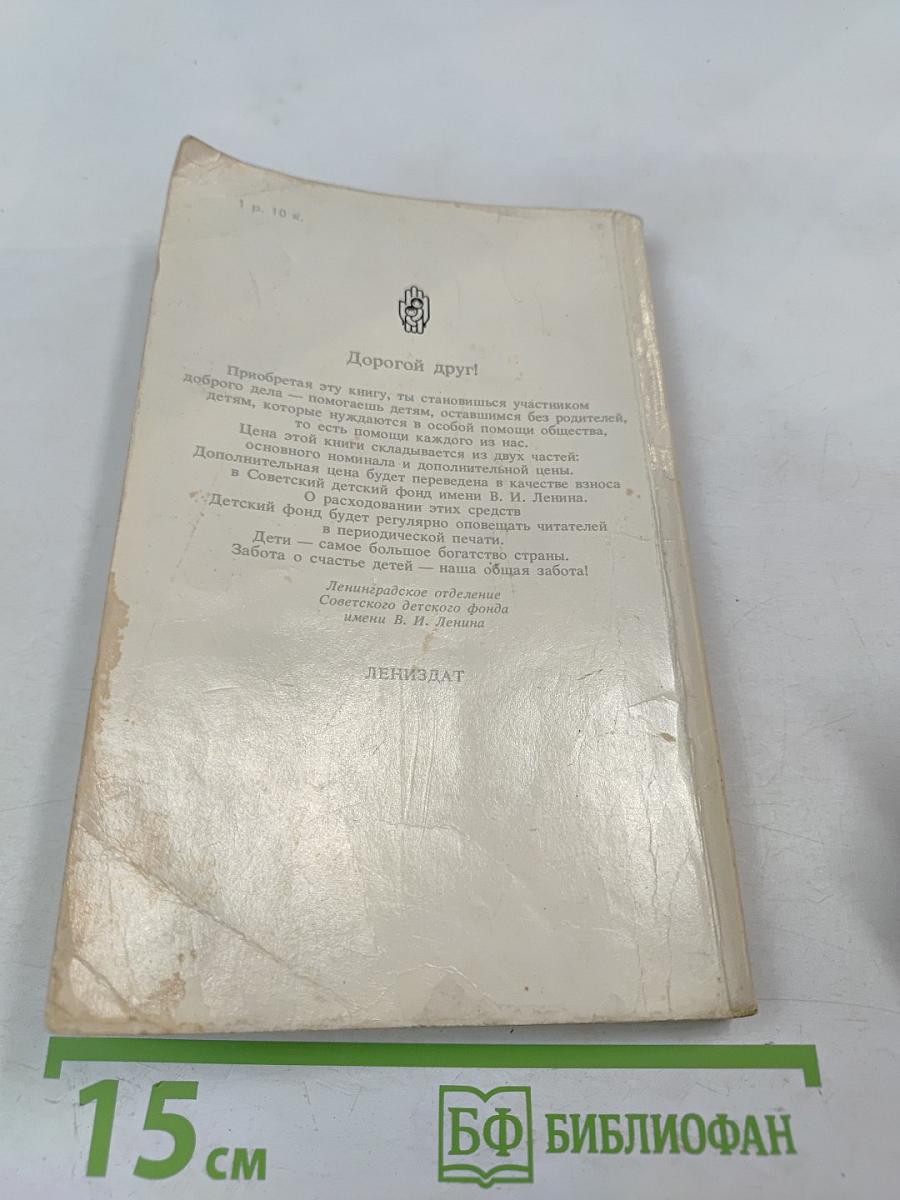 1 р. 10 к.
Дорогой друг!
Приобретая эту книгу, ты становишься участником
доброго дела — помогаешь детям, оставшимся без родителей,
детям, которые нуждаются в особой помощи общества,
то есть помощи каждого из нас.
Цена этой книги складывается из двух частей:
основного номинала и дополнительной цены.
Дополнительная цена будет переведена в качестве взноса
в Советский детский фонд имени В. И. Ленина.
О расходовании этих средств
Детский фонд будет регулярно оповещать читателей
в периодической печати.
Дети — самое большое богатство страны.
Забота о счастье детей — наша общая забота!
Ленинградское отделение
Советского детского фонда
имени В. И. Ленина
ЛЕНИЗДАТ
15 см
БФ БИБЛИОФАН